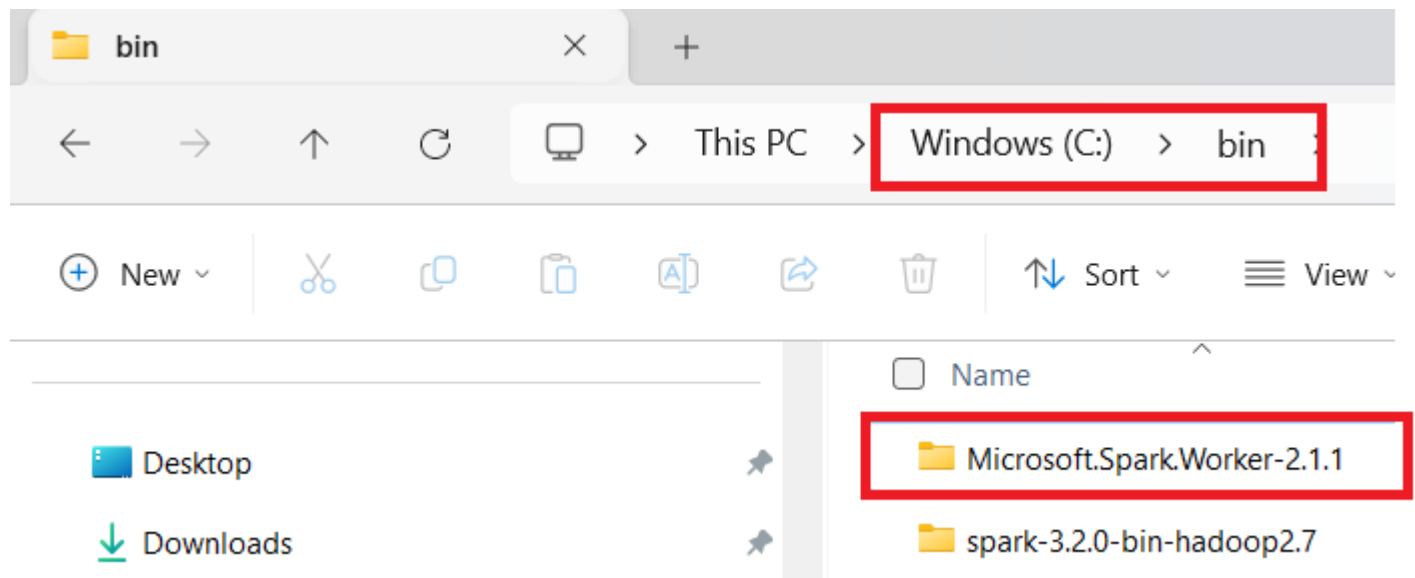 bin
This PC > Windows (C:) > bin
New Sort View
Name
Desktop
Microsoft.Spark.Worker-2.1.1
Downloads
spark-3.2.0-bin-hadoop2.7